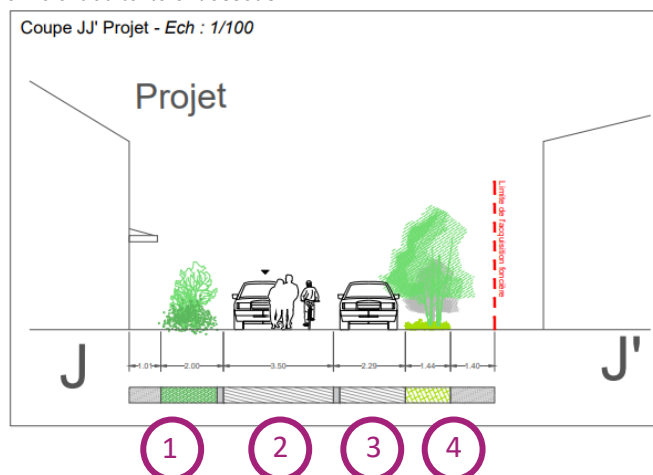 Coupe JJ' Projet - Ech : 1/100
Projet
Limite de l'acquisition foncière
J
1.01
2.00
3.50
2.29
1.44
1.40
J'
1
2
3
4